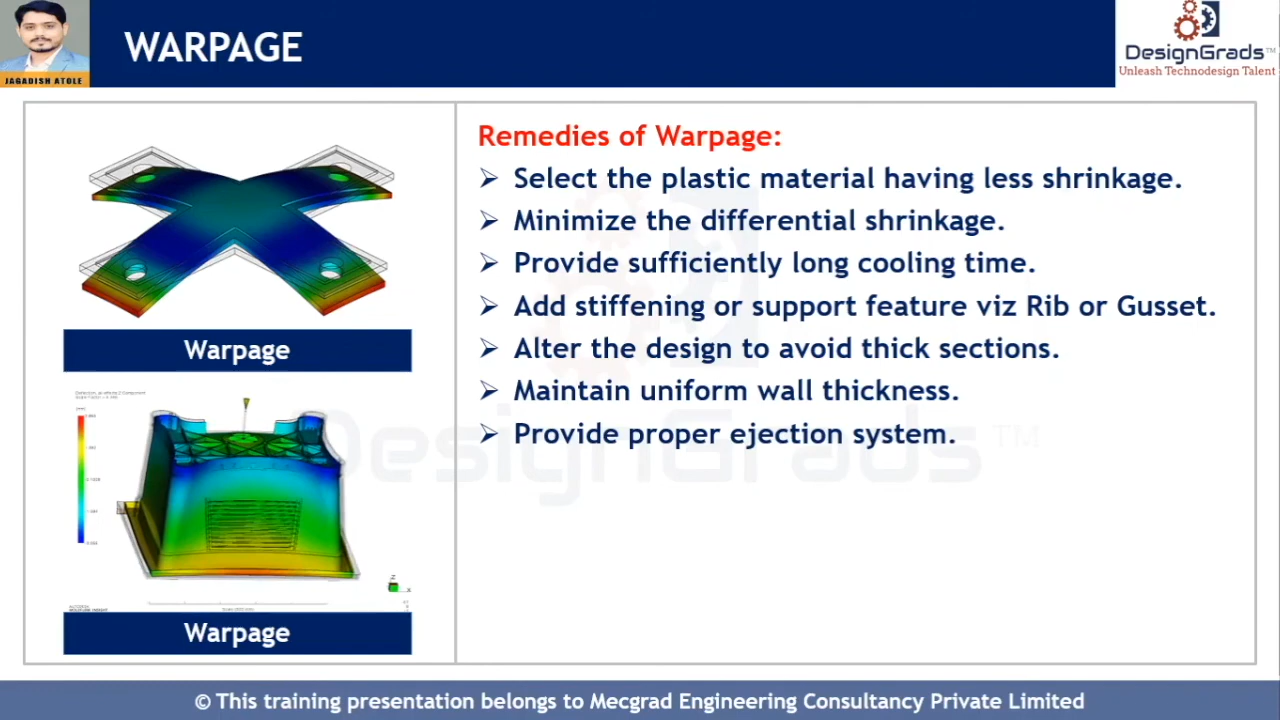 JAGADISH ATOLE
WARPAGE
DesignGrads™
Unleash Technodesign Talent
Warpage
Warpage
Remedies of Warpage:
➢ Select the plastic material having less shrinkage.
➢ Minimize the differential shrinkage.
➢ Provide sufficiently long cooling time.
➢ Add stiffening or support feature viz Rib or Gusset.
➢ Alter the design to avoid thick sections.
➢ Maintain uniform wall thickness.
➢ Provide proper ejection system.
DesignGrads™
© This training presentation belongs to Mecgrad Engineering Consultancy Private Limited